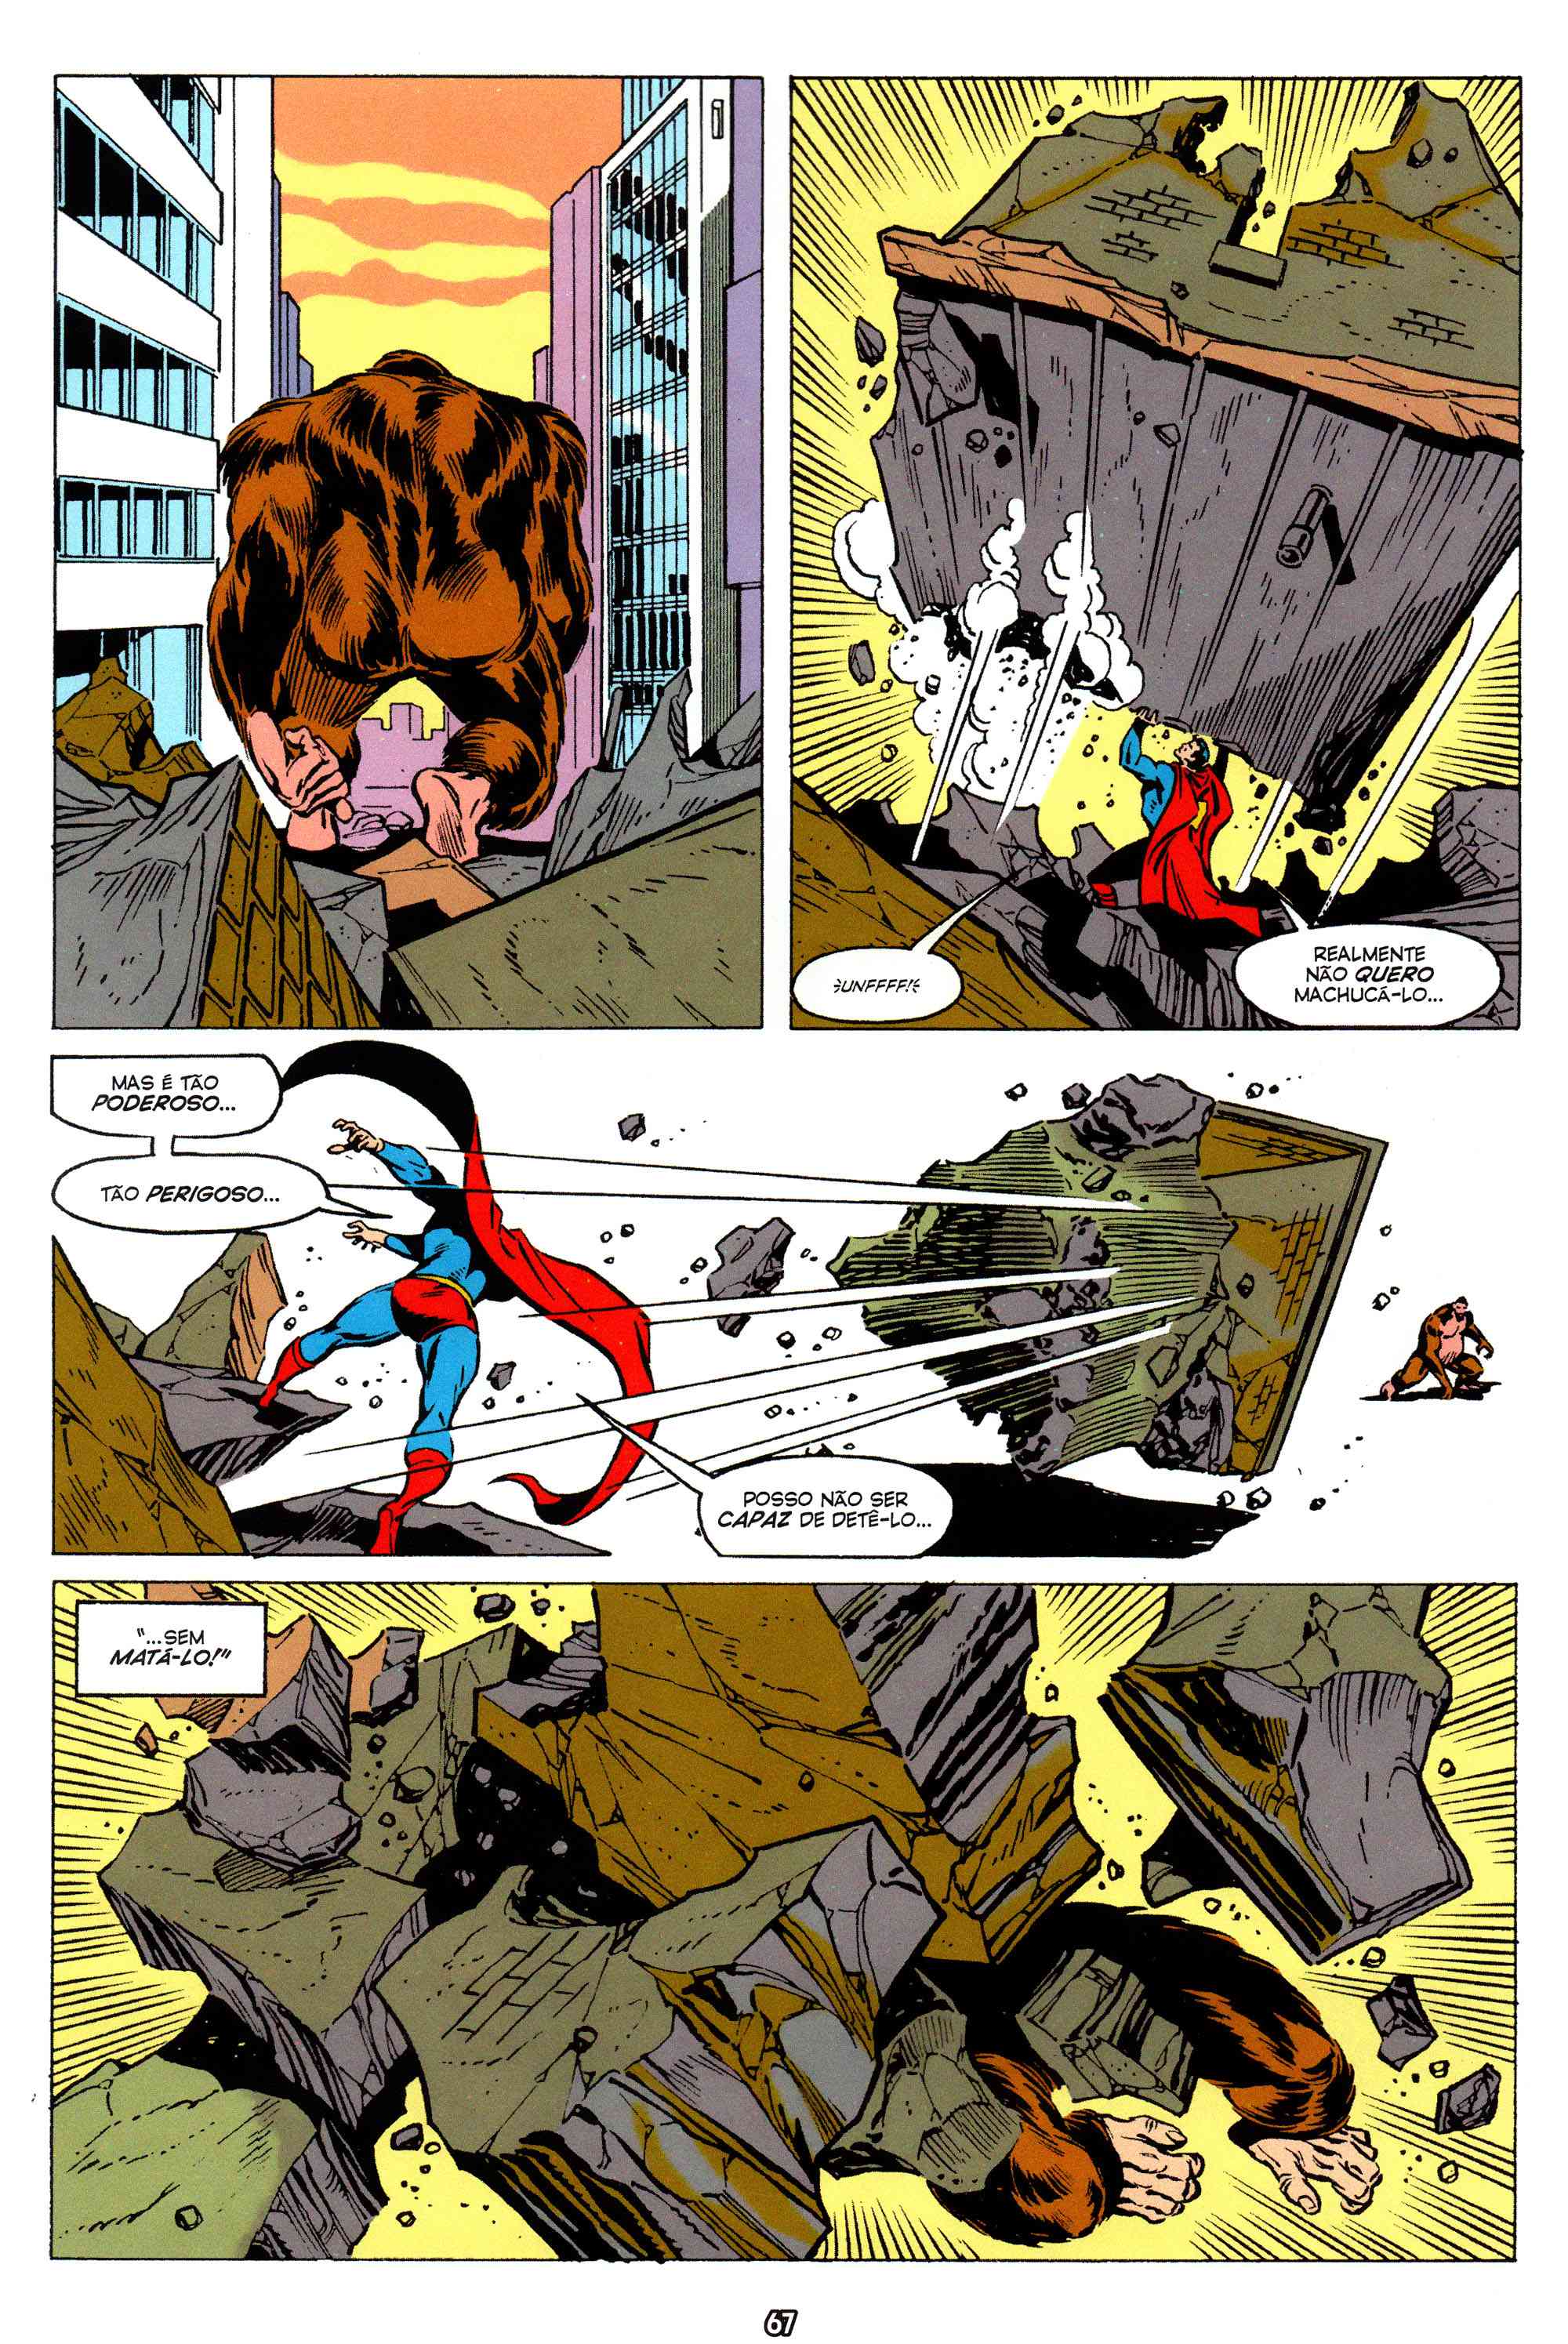 ÷UNFFFF!÷
REALMENTE
NÃO QUERO
MACHUCÁ-LO...
MAS É TÃO
PODEROSO...
TÃO PERIGOSO...
POSSO NÃO SER
CAPAZ DE DETÊ-LO...
"...SEM
MATÁ-LO!"
67